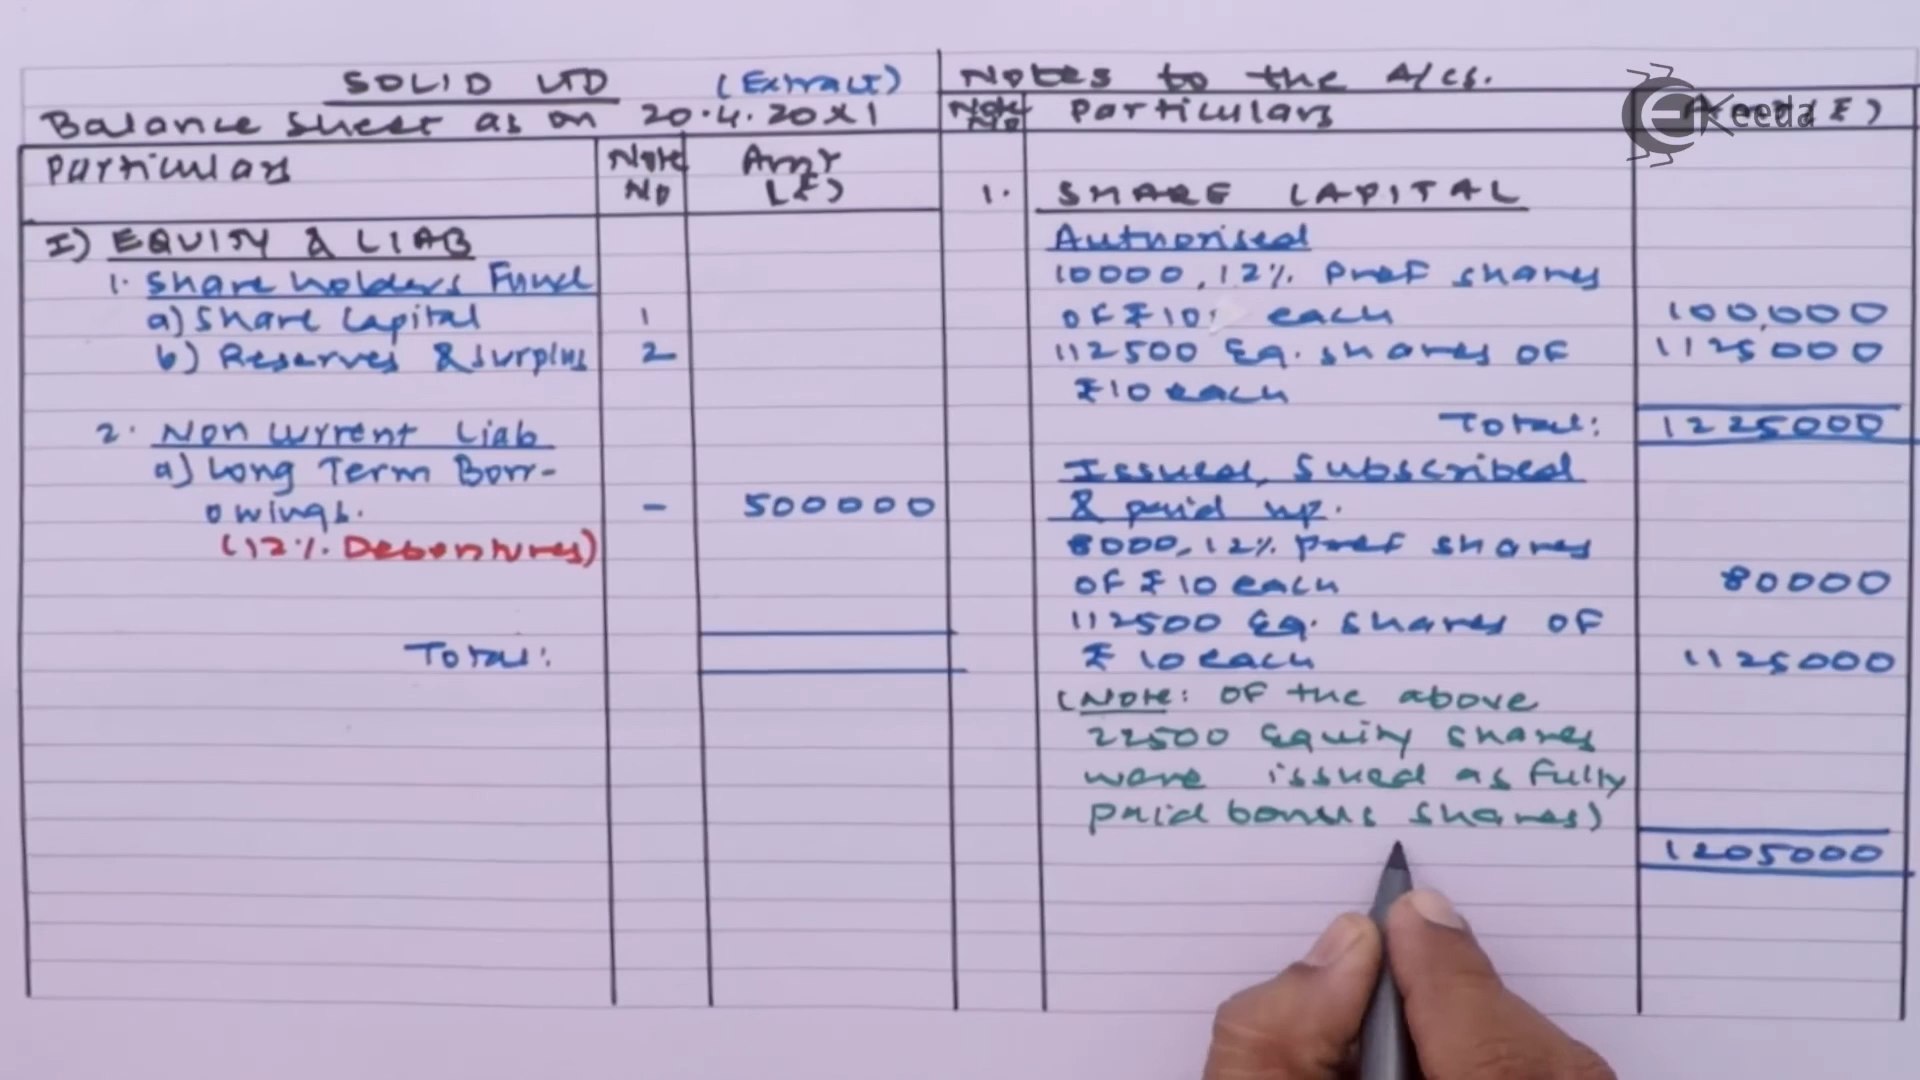 SOLID LTD (Extract)
Balance Sheet as on 20.4.20X1
Particulars Note No Amt (₹)
I) EQUITY & LIAB
1. Share holders Fund
a) Share Capital 1
b) Reserves & surplus 2
2. Non Current Liab
a) Long Term Borr-
owings. - 500000
(12% Debentures)
Total:
Notes to the A/cs.
Note No Particulars (₹)
Ekeeda
1. SHARE CAPITAL
Authorised
10000, 12% Pref shares
of ₹10 each 100,000
112500 Eq. shares of 1125000
₹10 each
Total: 1225000
Issued, Subscribed
& paid up.
8000, 12% pref shares
of ₹10 each 80000
112500 Eq. shares of
₹10 each 1125000
(Note: of the above
22500 Equity shares
were issued as fully
paid bonus shares)
1205000